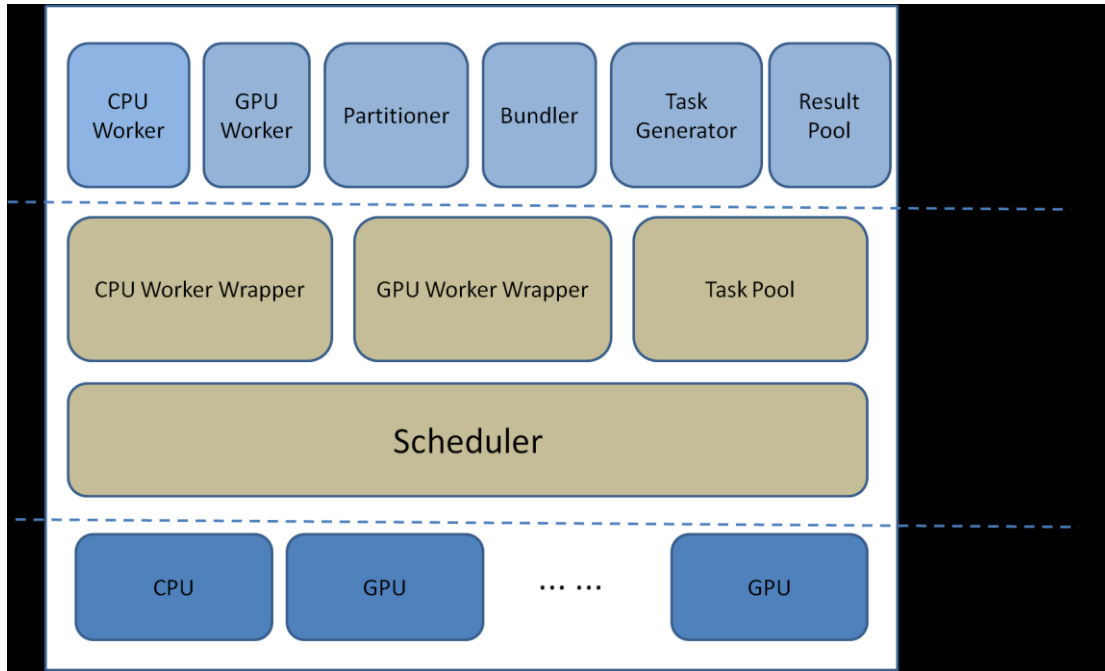 CPU
Worker
GPU
Worker
Partitioner
Bundler
Task
Generator
Result
Pool
CPU Worker Wrapper
GPU Worker Wrapper
Task Pool
Scheduler
CPU
GPU
... ...
GPU